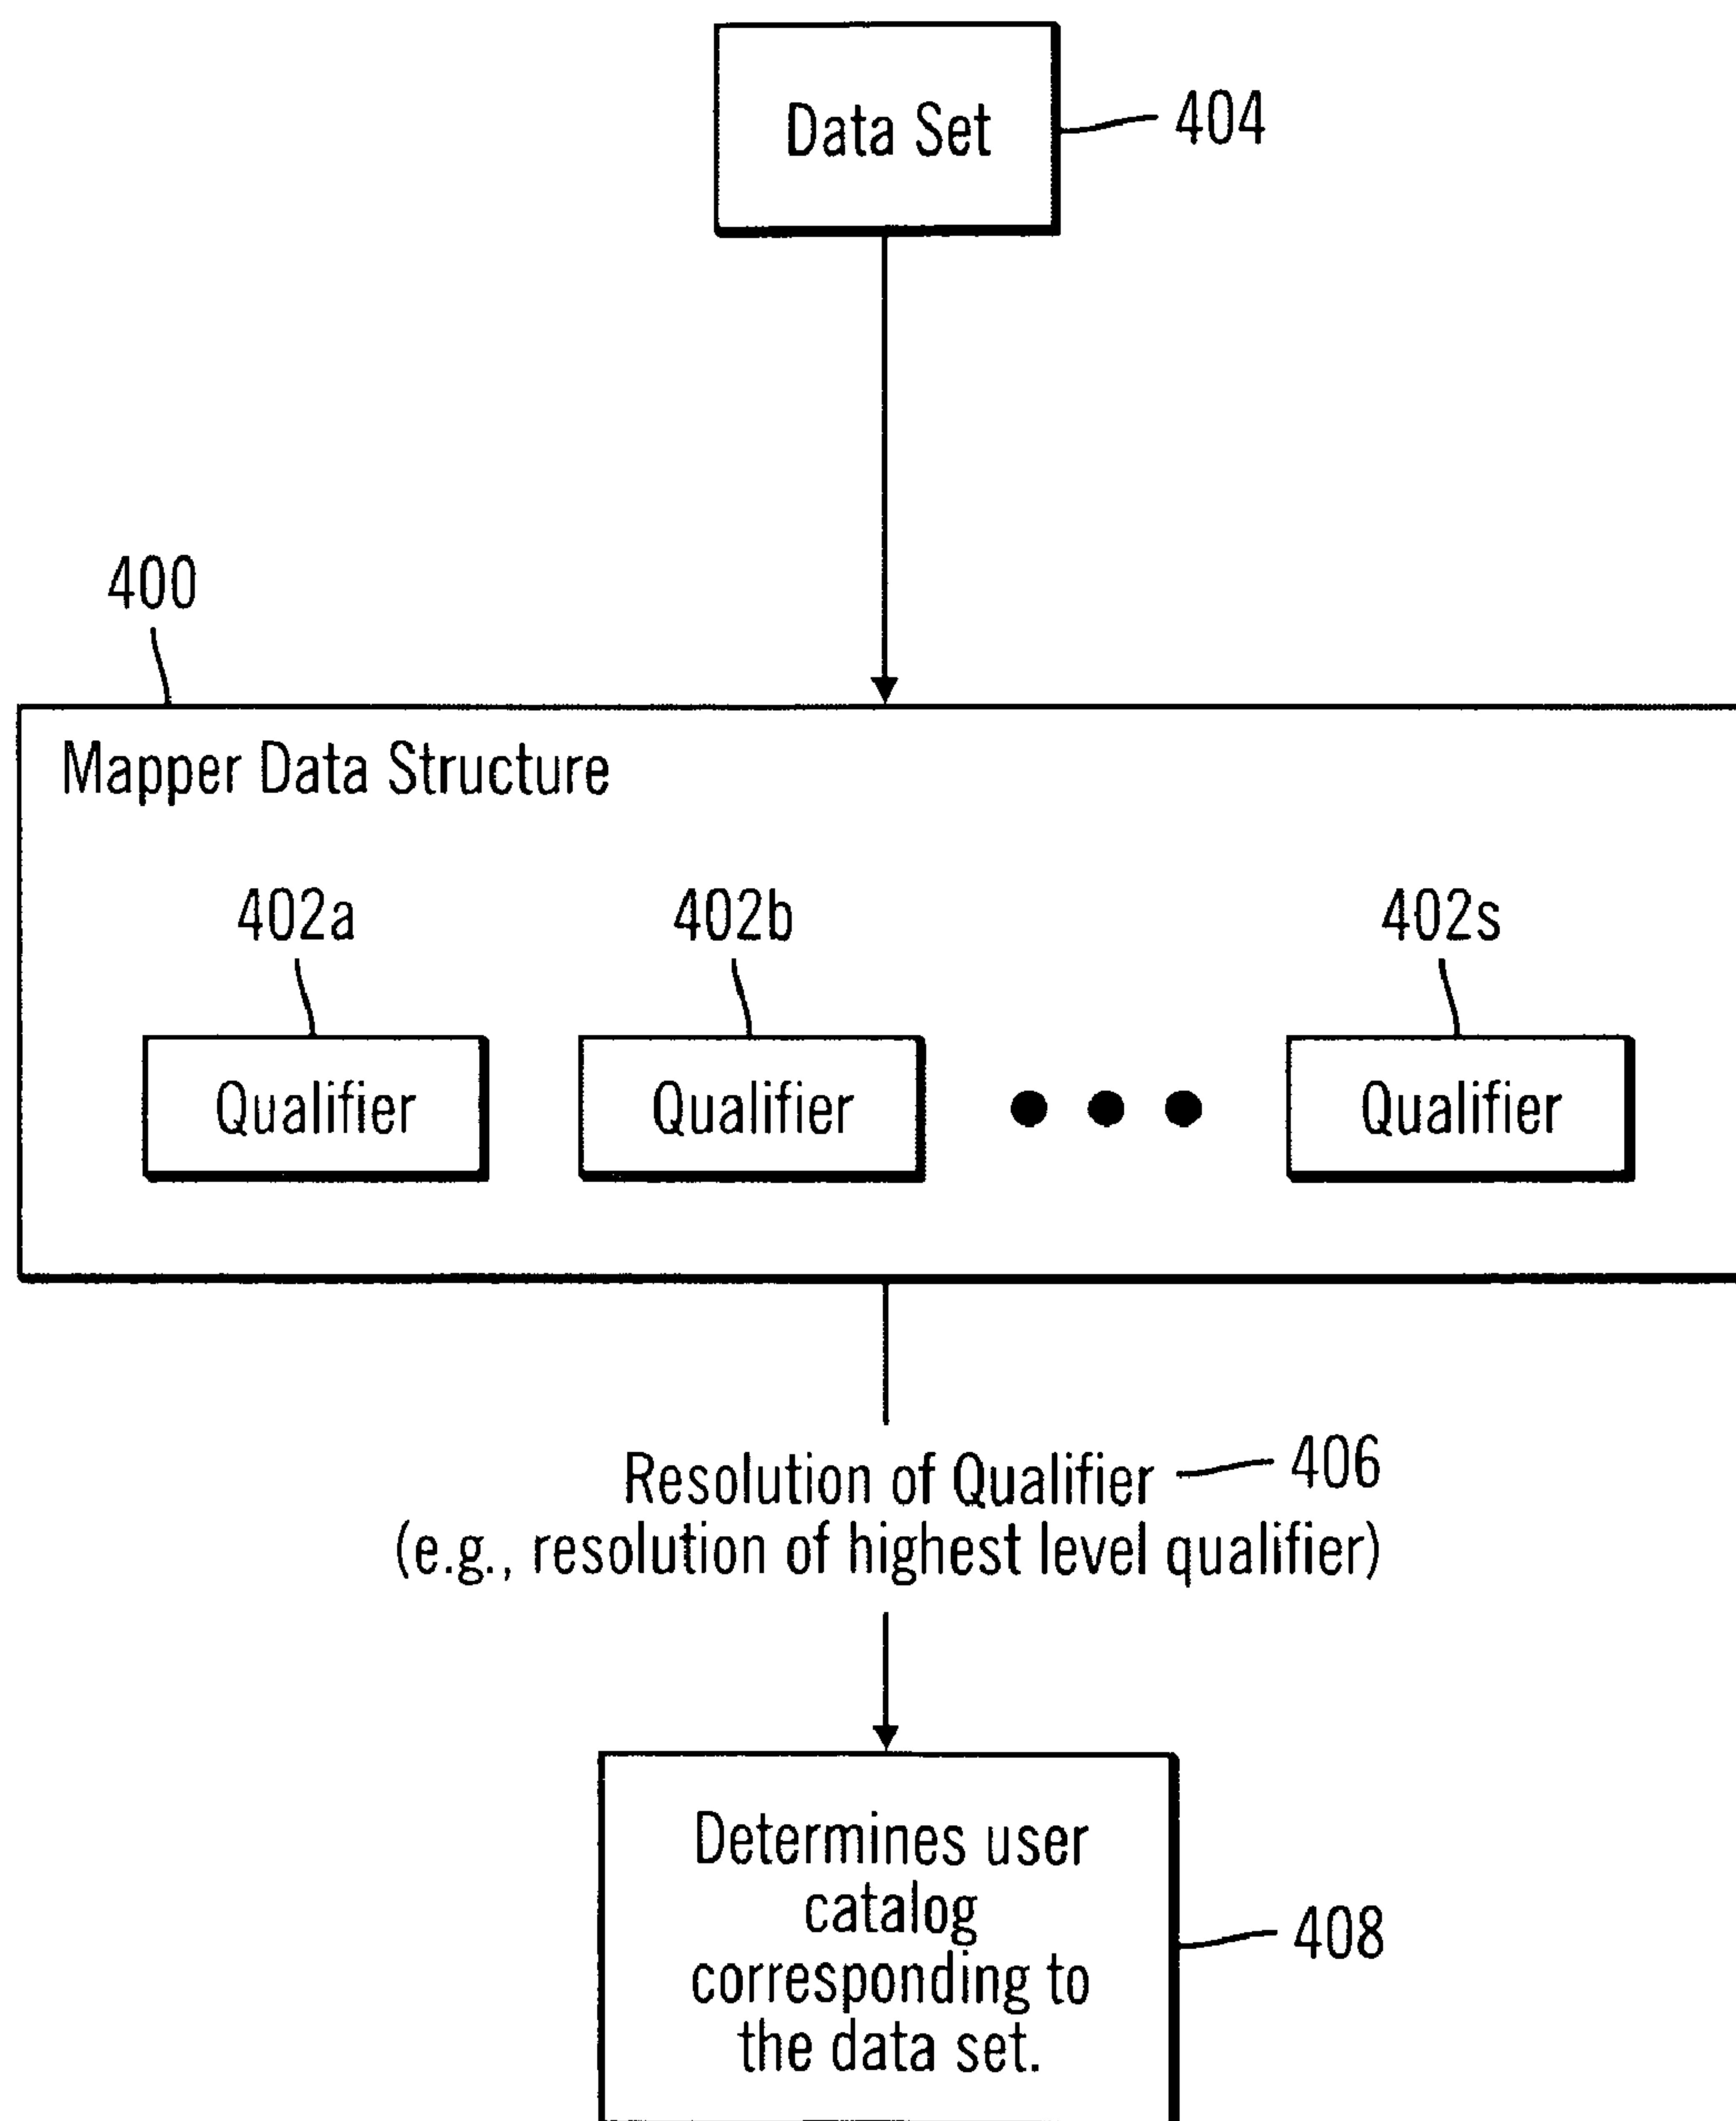 Data Set
404
400
Mapper Data Structure
402a
402b
402s
Qualifier
Qualifier
Qualifier
Resolution of Qualifier
406
(e.g., resolution of highest level qualifier)
Determines user
catalog
corresponding to
the data set.
408